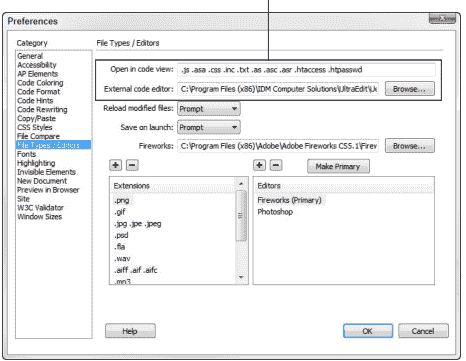 Preferences
Category
File Types / Editors
General
Accessibility
AP Elements
Code Coloring
Code Format
Code Hints
Code Rewriting
Copy/Paste
CSS Styles
File Compare
File Types / Editors
Fonts
Highlighting
Invisible Elements
New Document
Preview in Browser
Site
W3C Validator
Window Sizes
Open in code view: .js .asa .css .inc .txt .as .asc .asr .htaccess .htpasswd
External code editor: C:\Program Files (x86)\IDM Computer Solutions\UltraEdit\ Browse...
Reload modified files: Prompt
Save on launch: Prompt
Fireworks: C:\Program Files (x86)\Adobe\Adobe Fireworks CS5.1\Firew Browse...
+ − + − Make Primary
Extensions
.png
.gif
.jpg .jpe .jpeg
.psd
.fla
.wav
.aiff .aif .aifc
.mp3
Editors
Fireworks (Primary)
Photoshop
Help OK Cancel